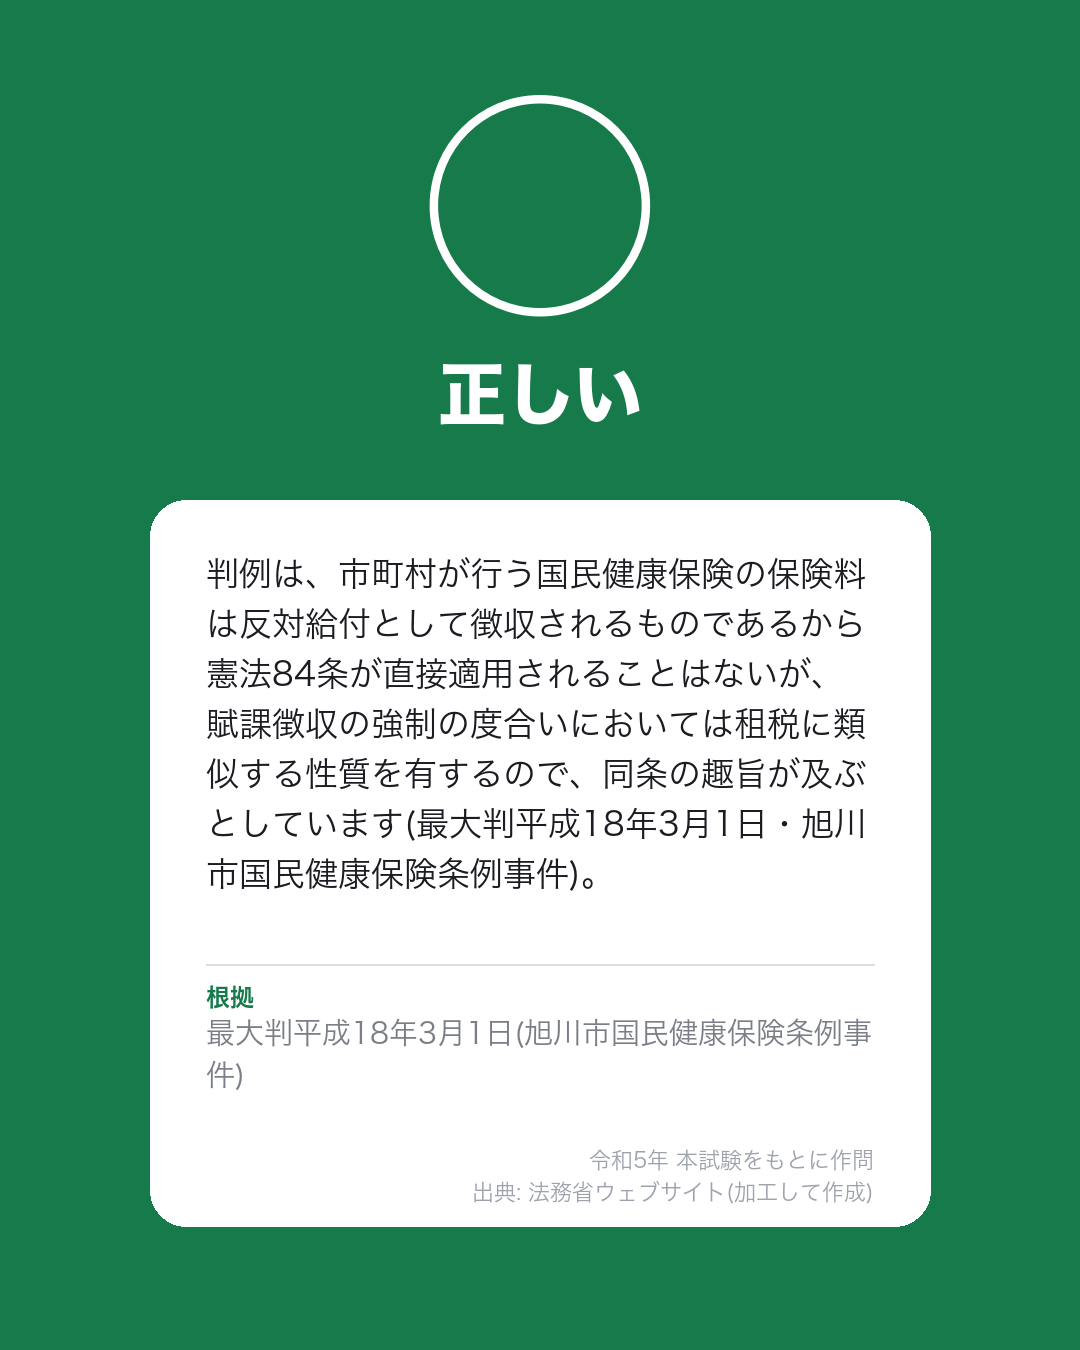 正しい
判例は、市町村が行う国民健康保険の保険料
は反対給付として徴収されるものであるから
憲法84条が直接適用されることはないが、
賦課徴収の強制の度合いにおいては租税に類
似する性質を有するので、同条の趣旨が及ぶ
としています(最大判平成18年3月1日・旭川
市国民健康保険条例事件)。
根拠
最大判平成18年3月1日(旭川市国民健康保険条例事
件)
令和5年 本試験をもとに作問
出典: 法務省ウェブサイト(加工して作成)